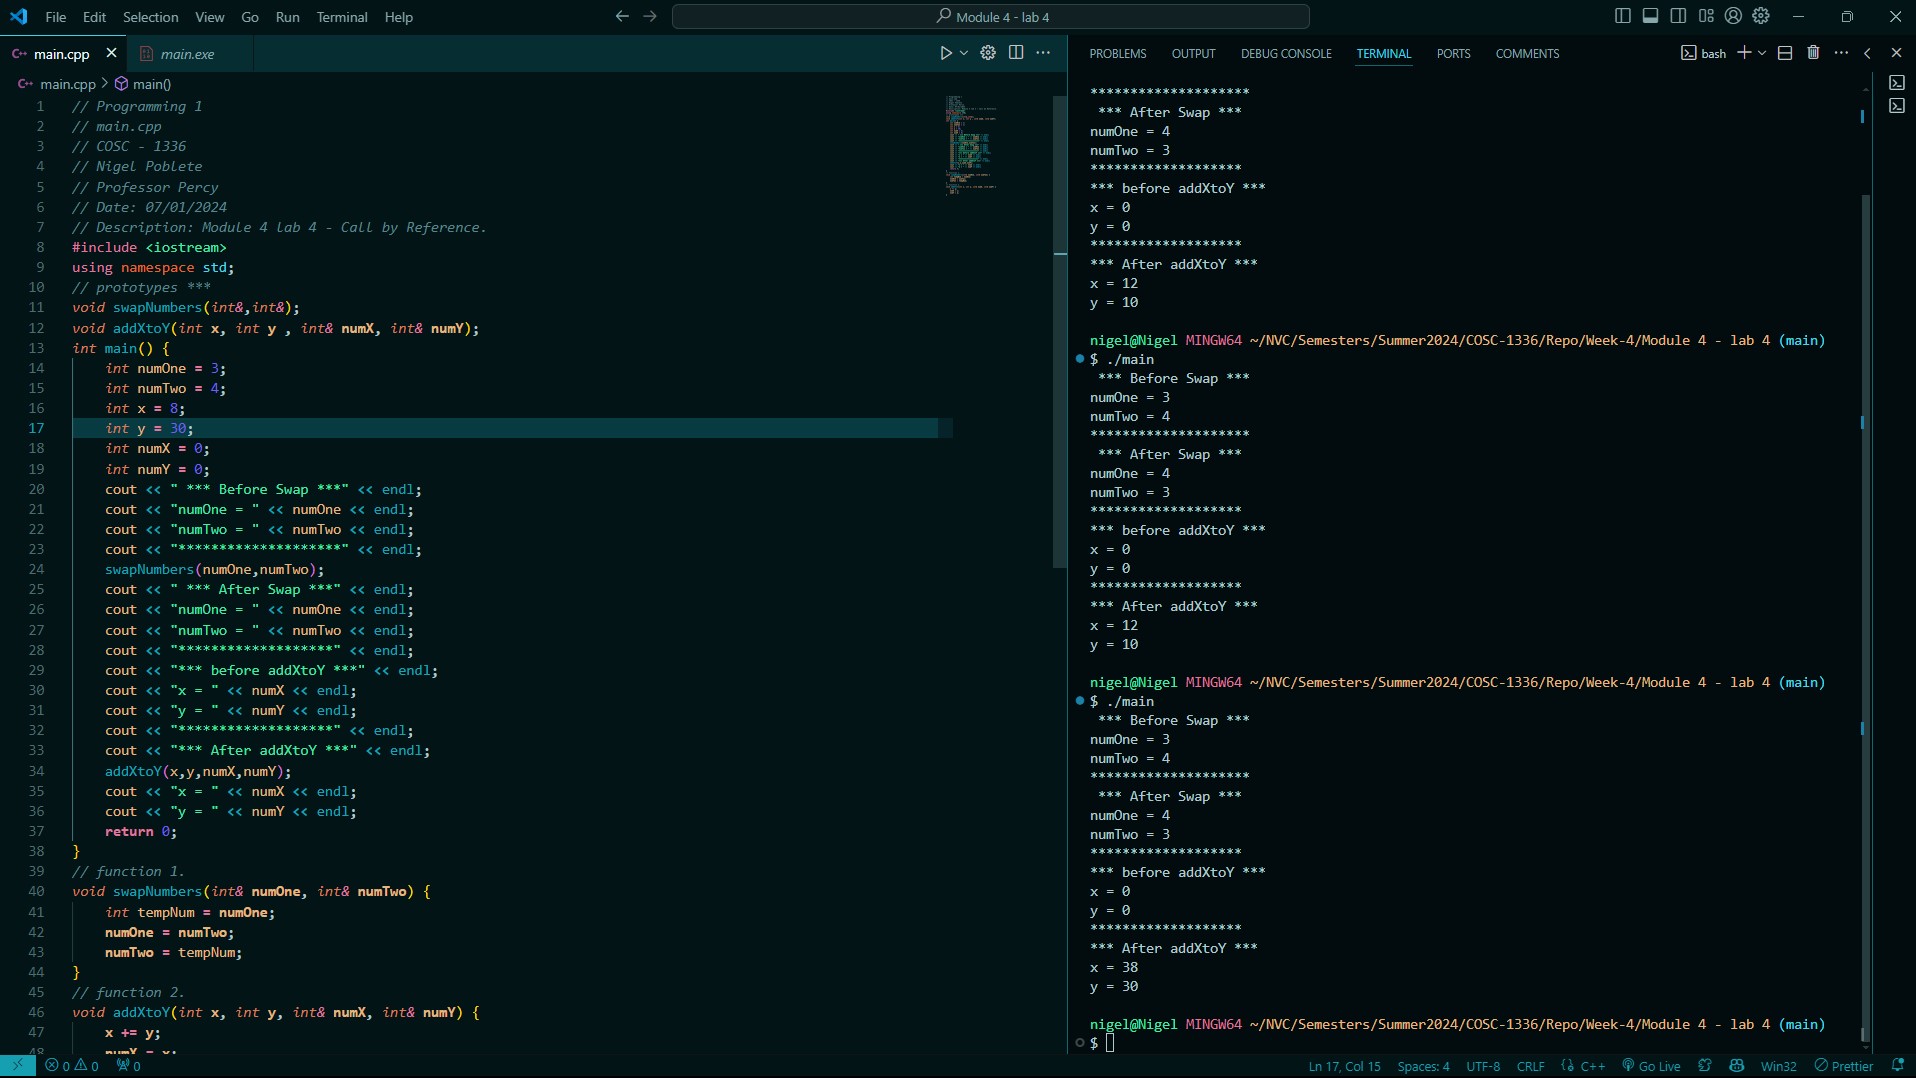 File Edit Selection View Go Run Terminal Help
Module 4 - lab 4
main.cpp
main.exe
main.cpp > main()
1 // Programming 1
2 // main.cpp
3 // COSC - 1336
4 // Nigel Poblete
5 // Professor Percy
6 // Date: 07/01/2024
7 // Description: Module 4 lab 4 - Call by Reference.
8 #include <iostream>
9 using namespace std;
10 // prototypes ***
11 void swapNumbers(int&,int&);
12 void addXtoY(int x, int y , int& numX, int& numY);
13 int main() {
14 int numOne = 3;
15 int numTwo = 4;
16 int x = 8;
17 int y = 30;
18 int numX = 0;
19 int numY = 0;
20 cout << " *** Before Swap ***" << endl;
21 cout << "numOne = " << numOne << endl;
22 cout << "numTwo = " << numTwo << endl;
23 cout << "********************" << endl;
24 swapNumbers(numOne,numTwo);
25 cout << " *** After Swap ***" << endl;
26 cout << "numOne = " << numOne << endl;
27 cout << "numTwo = " << numTwo << endl;
28 cout << "*******************" << endl;
29 cout << "*** before addXtoY ***" << endl;
30 cout << "x = " << numX << endl;
31 cout << "y = " << numY << endl;
32 cout << "*******************" << endl;
33 cout << "*** After addXtoY ***" << endl;
34 addXtoY(x,y,numX,numY);
35 cout << "x = " << numX << endl;
36 cout << "y = " << numY << endl;
37 return 0;
38 }
39 // function 1.
40 void swapNumbers(int& numOne, int& numTwo) {
41 int tempNum = numOne;
42 numOne = numTwo;
43 numTwo = tempNum;
44 }
45 // function 2.
46 void addXtoY(int x, int y, int& numX, int& numY) {
47 x += y;
48 numX = x;
PROBLEMS OUTPUT DEBUG CONSOLE TERMINAL PORTS COMMENTS
bash
********************
*** After Swap ***
numOne = 4
numTwo = 3
*******************
*** before addXtoY ***
x = 0
y = 0
*******************
*** After addXtoY ***
x = 12
y = 10
nigel@Nigel MINGW64 ~/NVC/Semesters/Summer2024/COSC-1336/Repo/Week-4/Module 4 - lab 4 (main)
$ ./main
*** Before Swap ***
numOne = 3
numTwo = 4
********************
*** After Swap ***
numOne = 4
numTwo = 3
*******************
*** before addXtoY ***
x = 0
y = 0
*******************
*** After addXtoY ***
x = 12
y = 10
nigel@Nigel MINGW64 ~/NVC/Semesters/Summer2024/COSC-1336/Repo/Week-4/Module 4 - lab 4 (main)
$ ./main
*** Before Swap ***
numOne = 3
numTwo = 4
********************
*** After Swap ***
numOne = 4
numTwo = 3
*******************
*** before addXtoY ***
x = 0
y = 0
*******************
*** After addXtoY ***
x = 38
y = 30
nigel@Nigel MINGW64 ~/NVC/Semesters/Summer2024/COSC-1336/Repo/Week-4/Module 4 - lab 4 (main)
$
0 0 0
Ln 17, Col 15 Spaces: 4 UTF-8 CRLF {} C++ Go Live Win32 Prettier